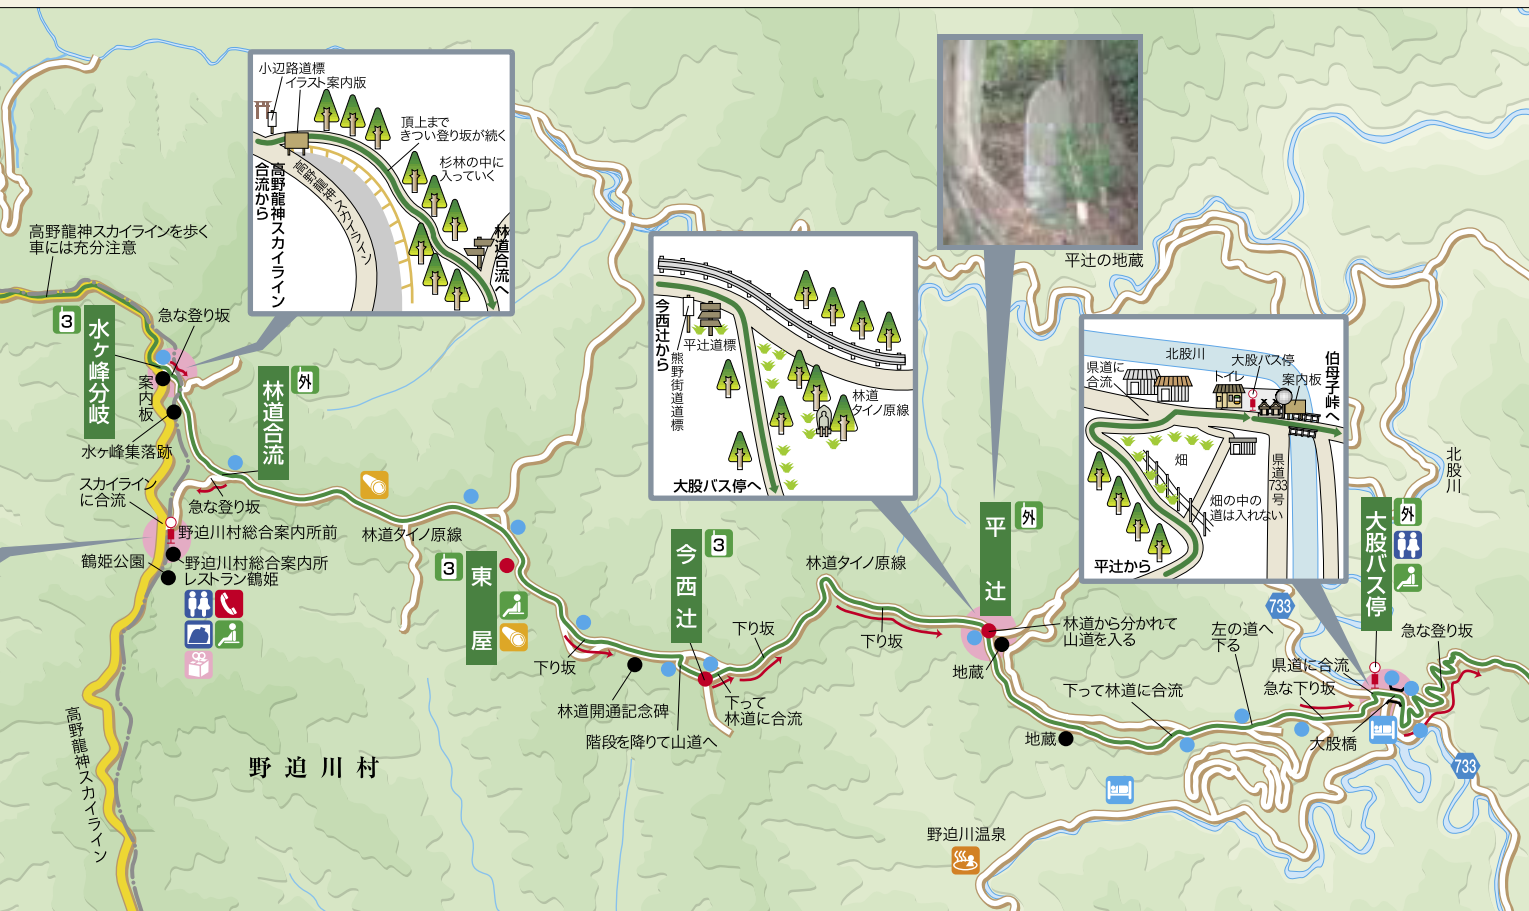 小辺路道標
イラスト案内版
頂上まで
きつい登り坂が続く
杉林の中に
入っていく
高野龍神スカイライン
合流から
高野龍神スカイライン
林道合流へ
平辻の地蔵
高野龍神スカイラインを歩く
車には充分注意
3
水ヶ峰分岐
急な登り坂
案内板
水ヶ峰集落跡
林道合流
外
スカイライン
に合流
急な登り坂
野迫川村総合案内所前
鶴姫公園
野迫川村総合案内所
レストラン鶴姫
高野龍神スカイライン
野迫川村
林道タイノ原線
3
東屋
下り坂
林道開通記念碑
階段を降りて山道へ
今西辻
3
下り坂
下って
林道に合流
今西辻から
熊野街道道標
平辻道標
林道
タイノ原線
大股バス停へ
林道タイノ原線
下り坂
平辻
外
林道から分かれて
山道を入る
地蔵
下って林道に合流
地蔵
左の道へ
下る
県道に合流
急な下り坂
大股橋
北股川
県道に
合流
大股バス停
トイレ
案内板
伯母子峠へ
畑
県道733号
畑の中の
道は入れない
平辻から
733
大股バス停
外
急な登り坂
北股川
733
野迫川温泉